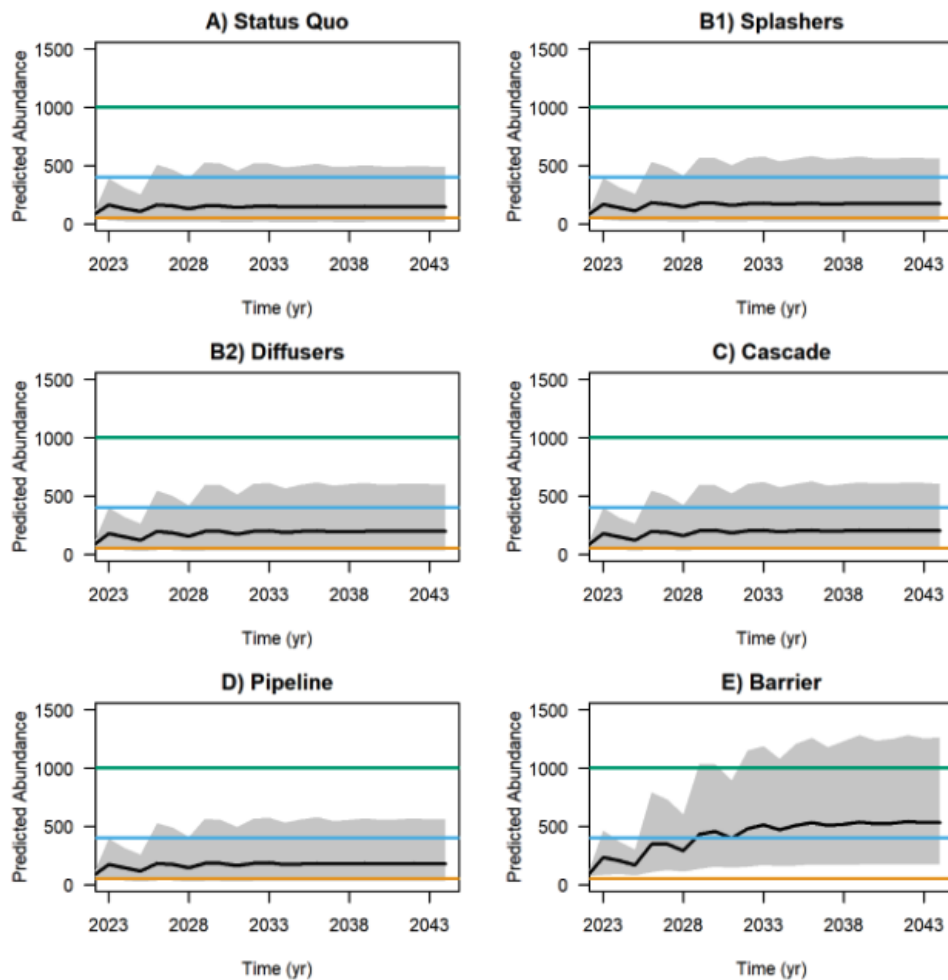 A) Status Quo
Predicted Abundance
1500
1000
500
0
2023 2028 2033 2038 2043
Time (yr)
B1) Splashers
Predicted Abundance
1500
1000
500
0
2023 2028 2033 2038 2043
Time (yr)
B2) Diffusers
Predicted Abundance
1500
1000
500
0
2023 2028 2033 2038 2043
Time (yr)
C) Cascade
Predicted Abundance
1500
1000
500
0
2023 2028 2033 2038 2043
Time (yr)
D) Pipeline
Predicted Abundance
1500
1000
500
0
2023 2028 2033 2038 2043
Time (yr)
E) Barrier
Predicted Abundance
1500
1000
500
0
2023 2028 2033 2038 2043
Time (yr)